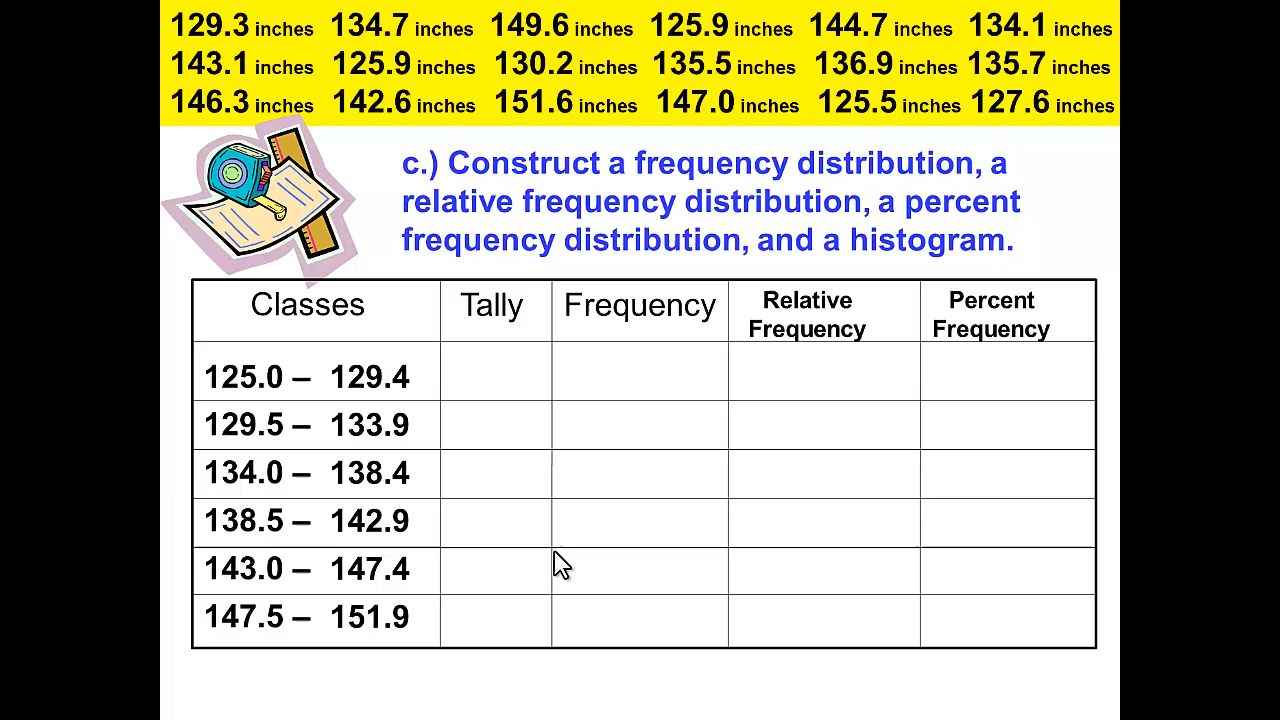 129.3 inches 134.7 inches 149.6 inches 125.9 inches 144.7 inches 134.1 inches
143.1 inches 125.9 inches 130.2 inches 135.5 inches 136.9 inches 135.7 inches
146.3 inches 142.6 inches 151.6 inches 147.0 inches 125.5 inches 127.6 inches
c.) Construct a frequency distribution, a
relative frequency distribution, a percent
frequency distribution, and a histogram.
Classes Tally Frequency Relative Frequency Percent Frequency
125.0 – 129.4
129.5 – 133.9
134.0 – 138.4
138.5 – 142.9
143.0 – 147.4
147.5 – 151.9